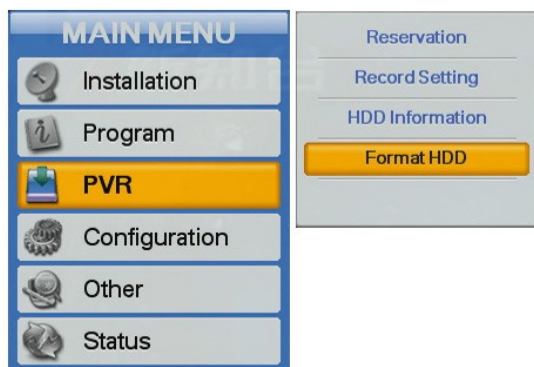 MAIN MENU
Installation
Program
PVR
Configuration
Other
Status
Reservation
Record Setting
HDD Information
Format HDD